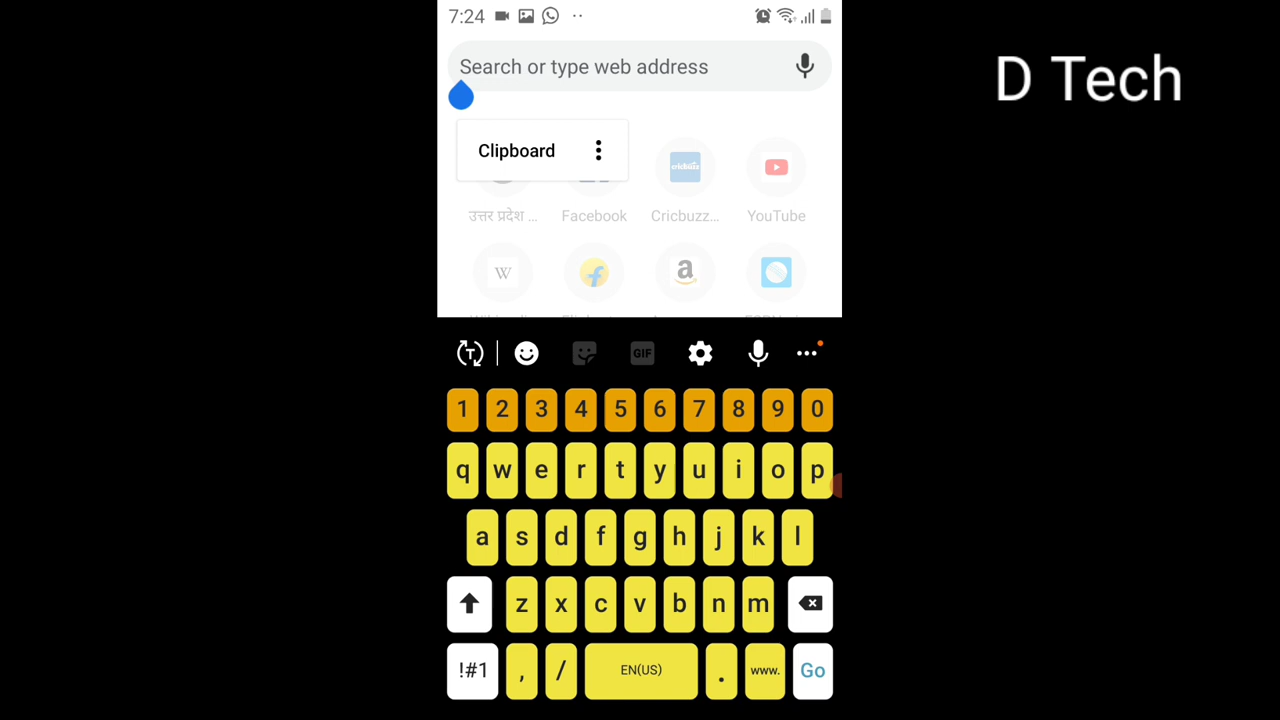 7:24
D Tech
Search or type web address
Clipboard
cricbuzz
उत्तर प्रदेश ...
Facebook
Cricbuzz...
YouTube
W
a
GIF
1 2 3 4 5 6 7 8 9 0
q w e r t y u i o p
a s d f g h j k l
z x c v b n m
!#1 , / EN(US) . www. Go